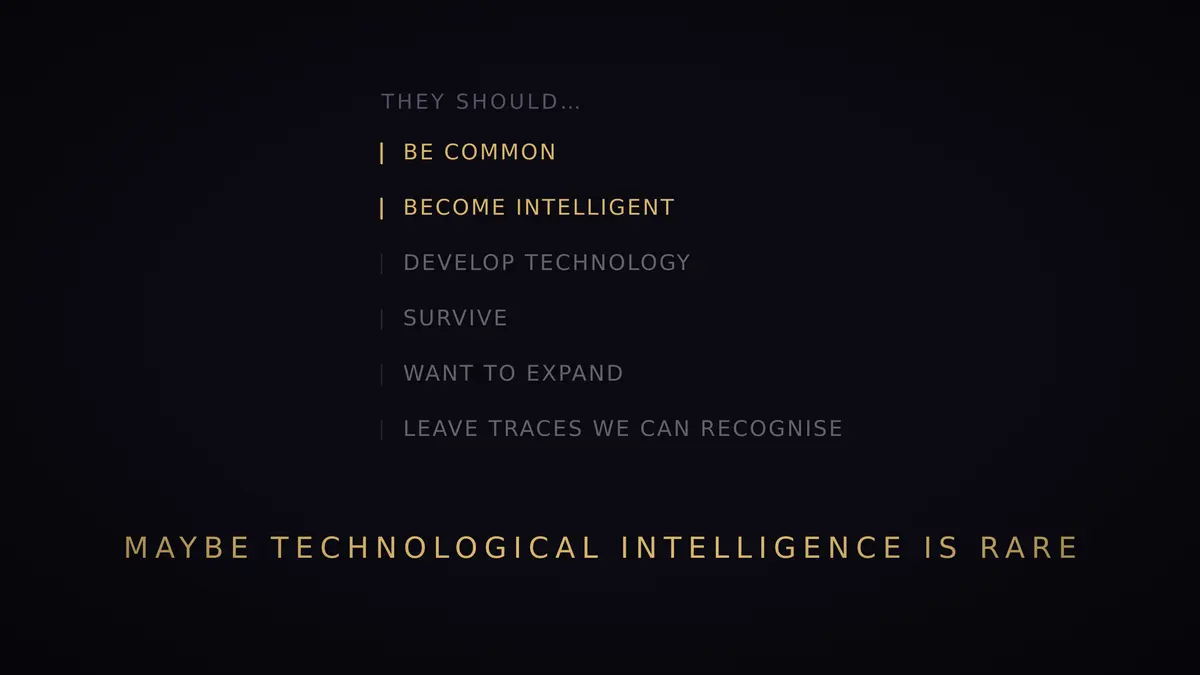 THEY SHOULD…
BE COMMON
BECOME INTELLIGENT
DEVELOP TECHNOLOGY
SURVIVE
WANT TO EXPAND
LEAVE TRACES WE CAN RECOGNISE
MAYBE TECHNOLOGICAL INTELLIGENCE IS RARE